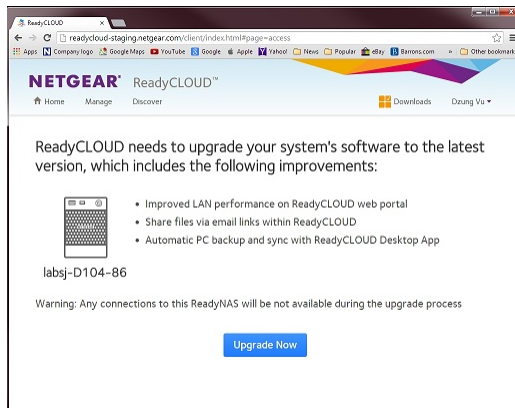 ReadyCLOUD
readycloud-staging.netgear.com/client/index.html#page=access
Apps Company logo Google Maps YouTube Google Apple Yahoo! News Popular eBay Barrons.com » Other bookmark
NETGEAR® ReadyCLOUD™
Home Manage Discover Downloads Dzung Vu
ReadyCLOUD needs to upgrade your system's software to the latest
version, which includes the following improvements:
• Improved LAN performance on ReadyCLOUD web portal
• Share files via email links within ReadyCLOUD
• Automatic PC backup and sync with ReadyCLOUD Desktop App
labsj-D104-86
Warning: Any connections to this ReadyNAS will be not available during the upgrade process
Upgrade Now